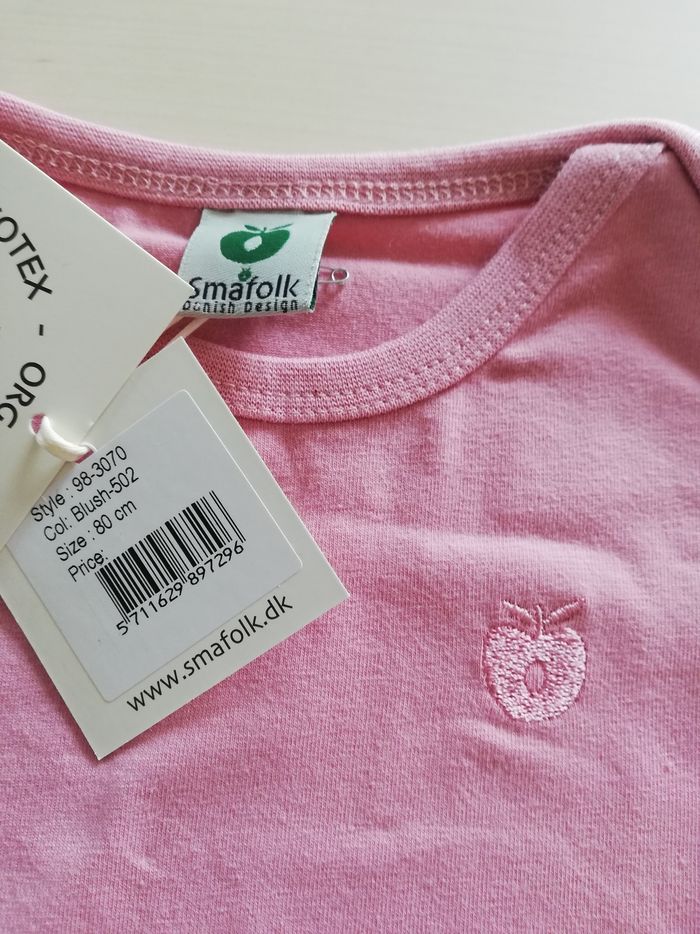 Smafolk
Danish Design
OTEX - ORG
Style : 98-3070
Col: Blush-502
Size : 80 cm
Price:
5 711629 897296
www.smafolk.dk